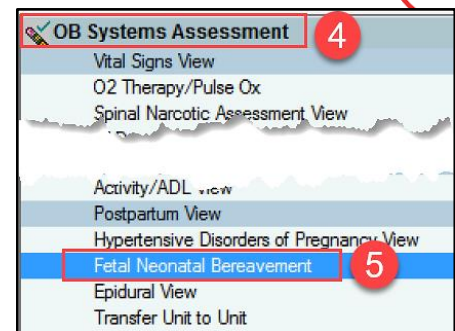 OB Systems Assessment 4
Vital Signs View
O2 Therapy/Pulse Ox
Spinal Narcotic Assessment View
Activity/ADL
Postpartum View
Hypertensive Disorders of Pregnancy View
Fetal Neonatal Bereavement 5
Epidural View
Transfer Unit to Unit